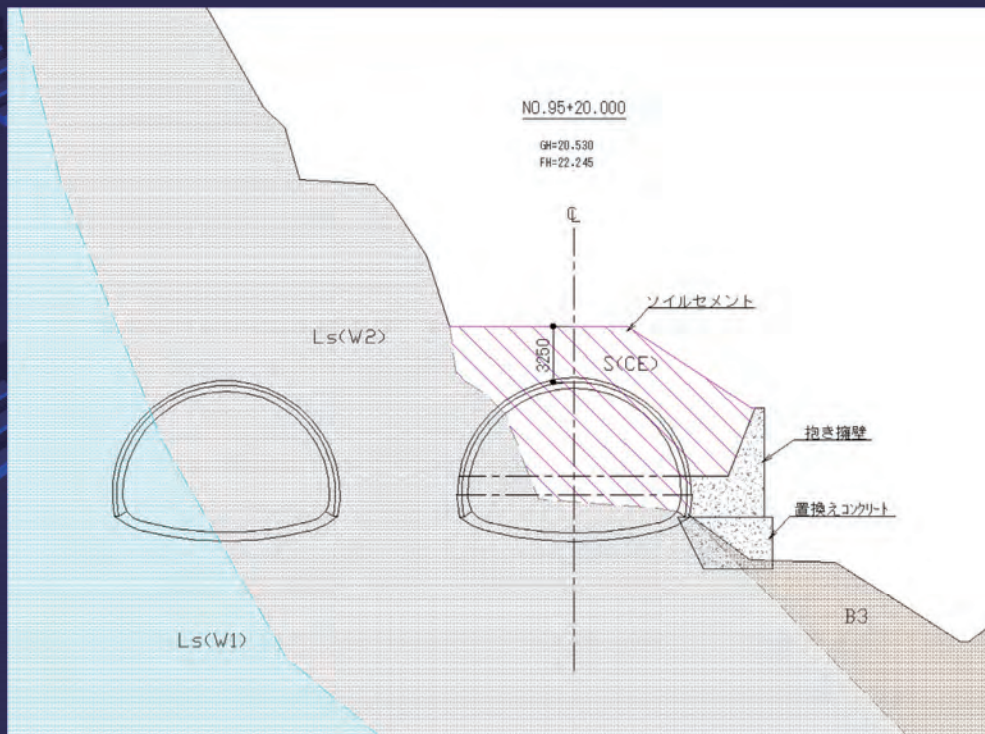 NO.95+20.000
GH=20.530
FH=22.245
℄
ソイルセメント
Ls(W2)
3250
S(CE)
抱き擁壁
置換えコンクリート
B3
Ls(W1)